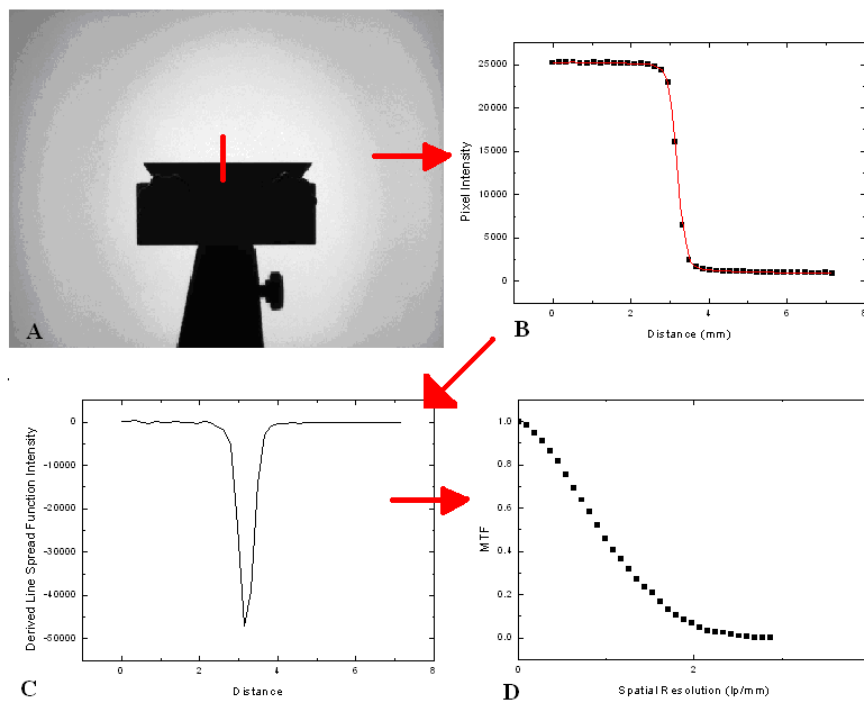 A
25000
20000
15000
10000
5000
0
Pixel Intensity
0 2 4 6 8
Distance (mm)
B
0
-10000
-20000
-30000
-40000
-50000
Derived Line Spread Function Intensity
0 2 4 6 8
Distance
C
1.0
0.8
0.6
0.4
0.2
0.0
MTF
0 2
Spatial Resolution (lp/mm)
D